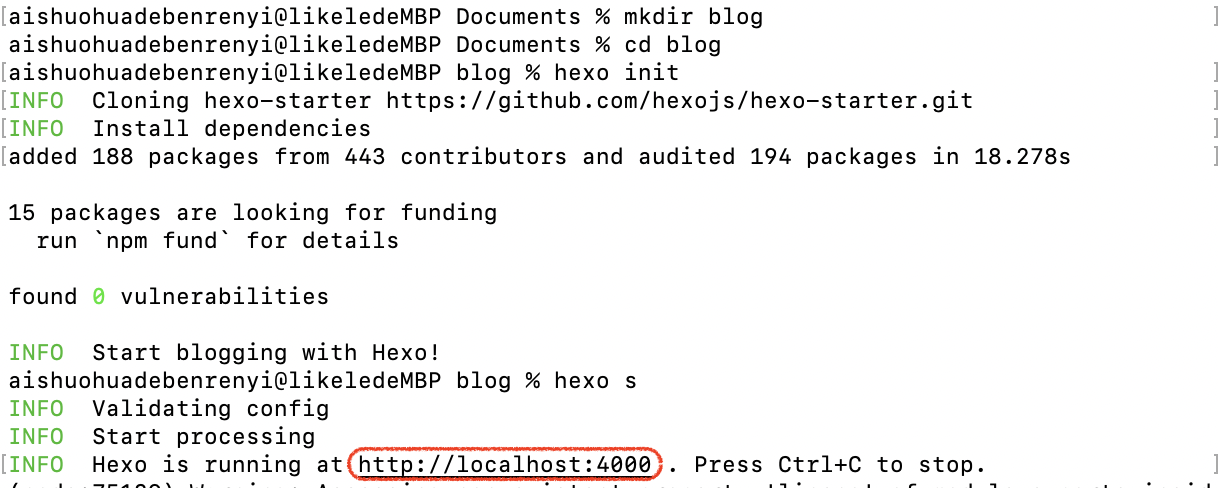 [aishuohuadebenrenyi@likeledeMBP Documents % mkdir blog ]
aishuohuadebenrenyi@likeledeMBP Documents % cd blog
[aishuohuadebenrenyi@likeledeMBP blog % hexo init ]
[INFO  Cloning hexo-starter https://github.com/hexojs/hexo-starter.git ]
[INFO  Install dependencies ]
[added 188 packages from 443 contributors and audited 194 packages in 18.278s ]
15 packages are looking for funding
  run `npm fund` for details
found 0 vulnerabilities
INFO  Start blogging with Hexo!
aishuohuadebenrenyi@likeledeMBP blog % hexo s
INFO  Validating config
INFO  Start processing
[INFO  Hexo is running at http://localhost:4000 . Press Ctrl+C to stop. ]